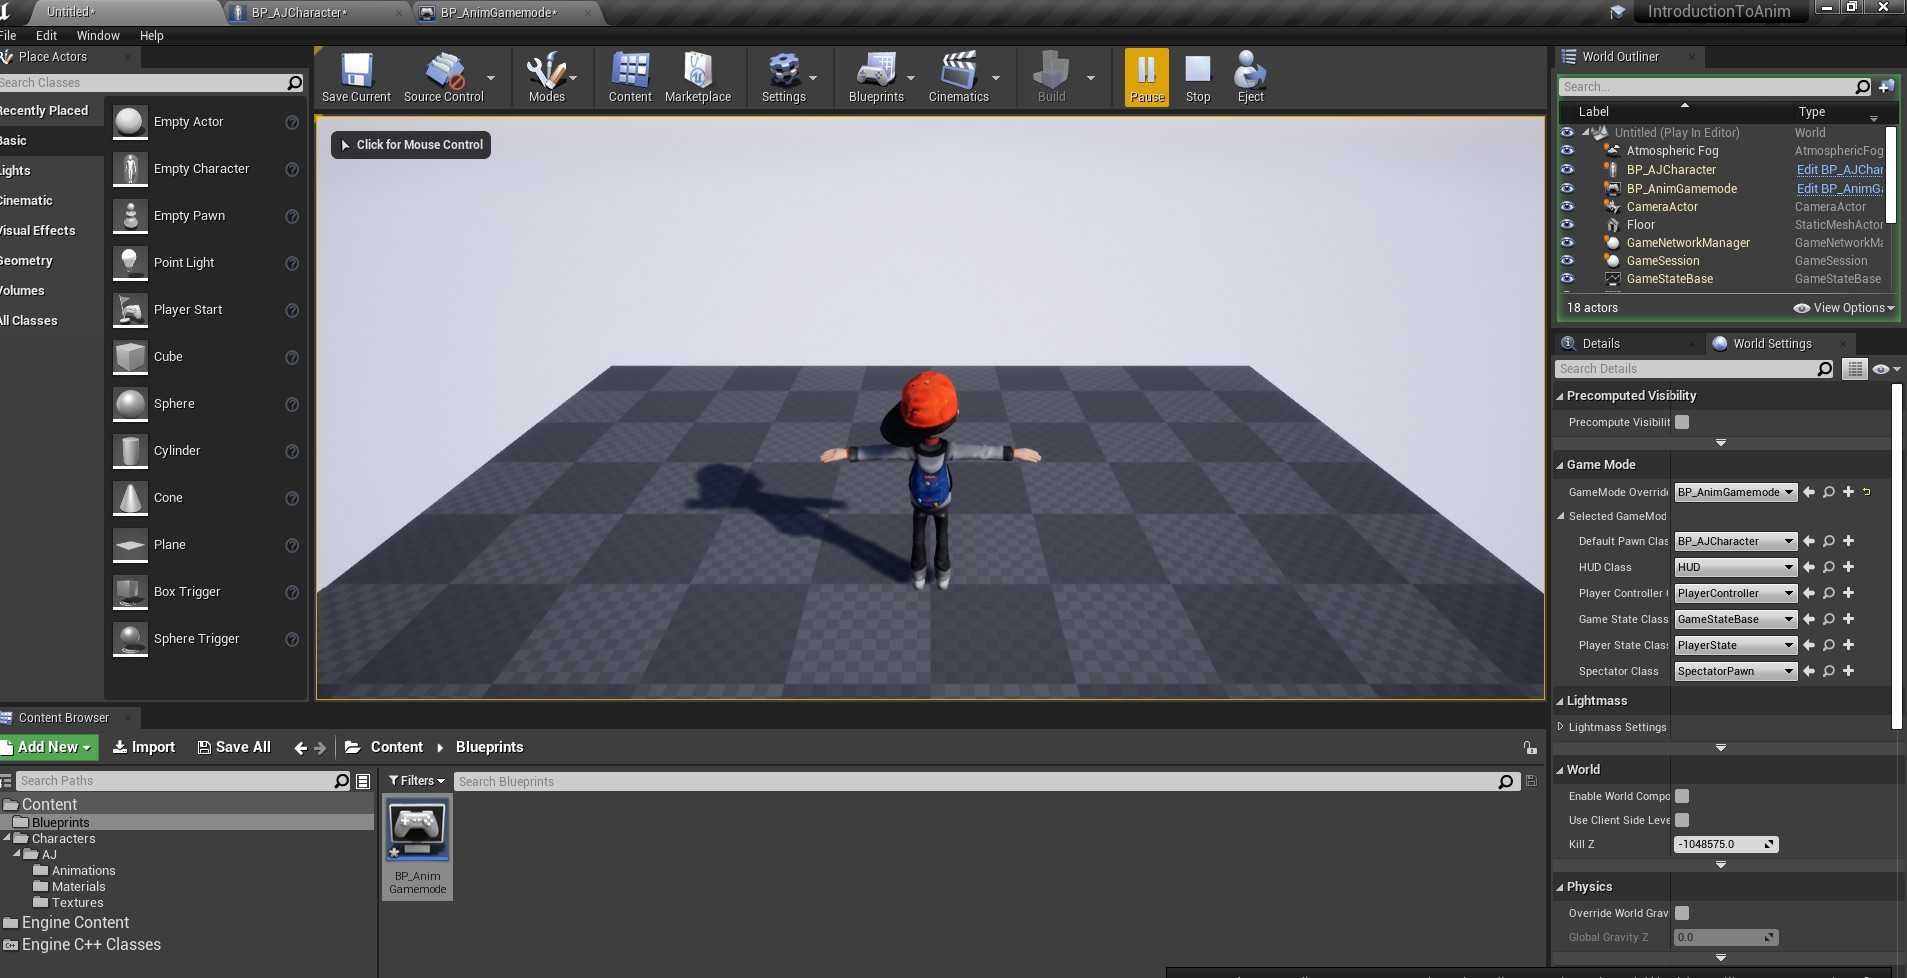 Untitled*
BP_AJCharacter*
BP_AnimGamemode*
IntroductionToAnim
File Edit Window Help
Place Actors
Search Classes
Recently Placed
Basic
Lights
Cinematic
Visual Effects
Geometry
Volumes
All Classes
Empty Actor
Empty Character
Empty Pawn
Point Light
Player Start
Cube
Sphere
Cylinder
Cone
Plane
Box Trigger
Sphere Trigger
Save Current
Source Control
Modes
Content
Marketplace
Settings
Blueprints
Cinematics
Build
Pause
Stop
Eject
Click for Mouse Control
World Outliner
Search...
Label Type
Untitled (Play In Editor) World
Atmospheric Fog AtmosphericFog
BP_AJCharacter Edit BP_AJChar
BP_AnimGamemode Edit BP_AnimGa
CameraActor CameraActor
Floor StaticMeshActor
GameNetworkManager GameNetworkMa
GameSession GameSession
GameStateBase GameStateBase
18 actors View Options
Details
World Settings
Search Details
Precomputed Visibility
Precompute Visibilit
Game Mode
GameMode Override BP_AnimGamemode
Selected GameMod
Default Pawn Clas BP_AJCharacter
HUD Class HUD
Player Controller C PlayerController
Game State Class GameStateBase
Player State Class PlayerState
Spectator Class SpectatorPawn
Lightmass
Lightmass Settings
World
Enable World Compo
Use Client Side Leve
Kill Z -1048575.0
Physics
Override World Grav
Global Gravity Z 0.0
Content Browser
Add New
Import
Save All
Content
Blueprints
Search Paths
Content
Blueprints
Characters
AJ
Animations
Materials
Textures
Engine Content
Engine C++ Classes
Filters
Search Blueprints
BP_Anim
Gamemode